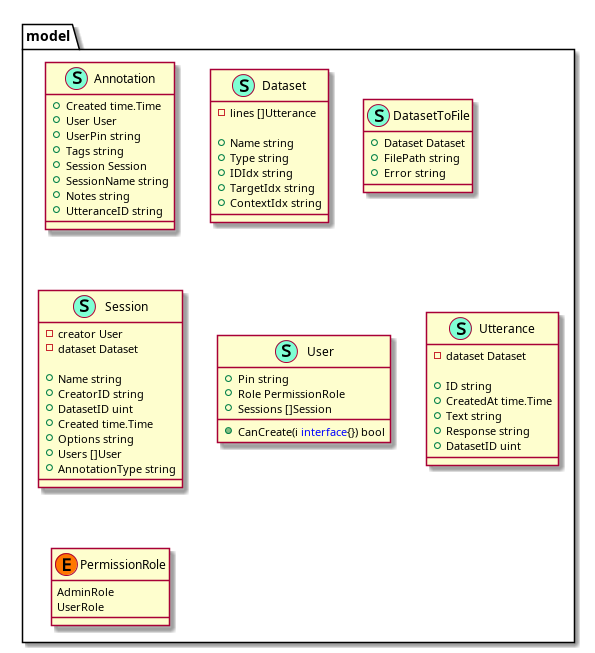 model
S Annotation
Created time.Time
User User
UserPin string
Tags string
Session Session
SessionName string
Notes string
UtteranceID string
S Dataset
lines []Utterance
Name string
Type string
IDIdx string
TargetIdx string
ContextIdx string
S DatasetToFile
Dataset Dataset
FilePath string
Error string
S Session
creator User
dataset Dataset
Name string
CreatorID string
DatasetID uint
Created time.Time
Options string
Users []User
AnnotationType string
S User
Pin string
Role PermissionRole
Sessions []Session
CanCreate(i interface{}) bool
S Utterance
dataset Dataset
ID string
CreatedAt time.Time
Text string
Response string
DatasetID uint
E PermissionRole
AdminRole
UserRole